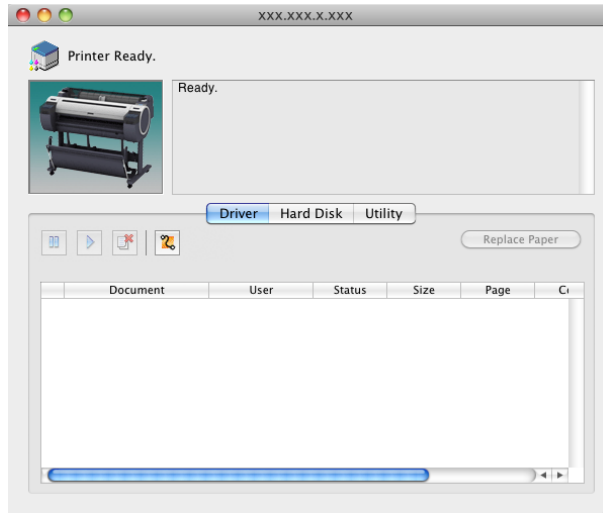 xxx.xxx.x.xxx
Printer Ready.
Ready.
Driver Hard Disk Utility
Replace Paper
Document User Status Size Page